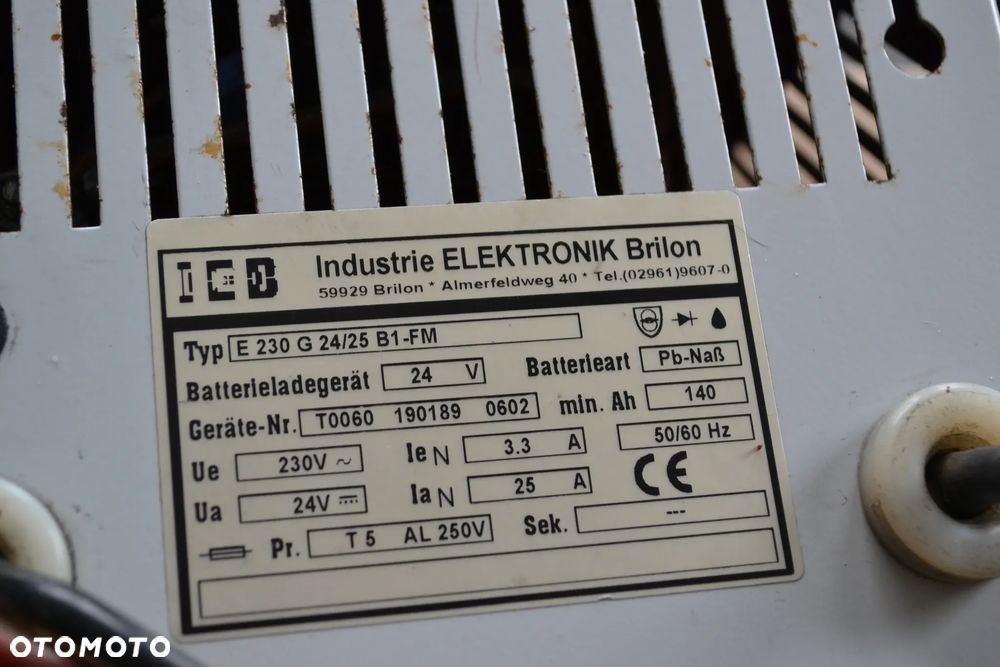 IEB
Industrie ELEKTRONIK Brilon
59929 Brilon * Almerfeldweg 40 * Tel.(02961)9607-0
Typ E 230 G 24/25 B1-FM
Batterieladegerät 24 V Batterieart Pb-Naß
Geräte-Nr. T0060 190189 0602 min. Ah 140
Ue 230V ~ Ie N 3.3 A 50/60 Hz
Ua 24V Ia N 25 A CE
Pr. T 5 AL 250V Sek. ---
OTOMOTO